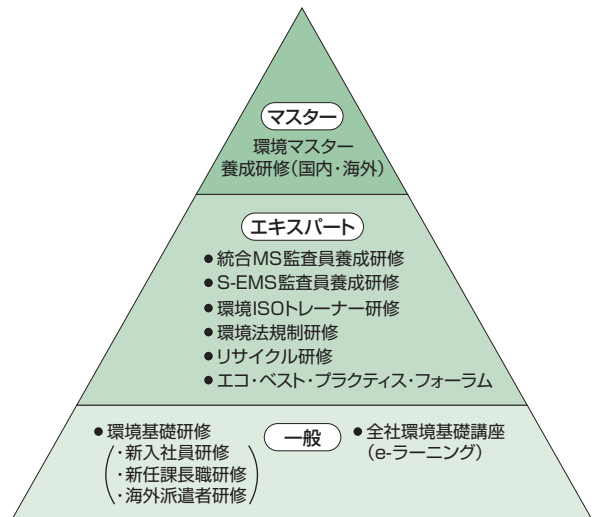 マスター
環境マスター
養成研修(国内・海外)
エキスパート
●統合MS監査員養成研修
●S-EMS監査員養成研修
●環境ISOトレーナー研修
●環境法規制研修
●リサイクル研修
●エコ・ベスト・プラクティス・フォーラム
一般
●環境基礎研修
(・新入社員研修
・新任課長職研修
・海外派遣者研修)
●全社環境基礎講座
(e-ラーニング)